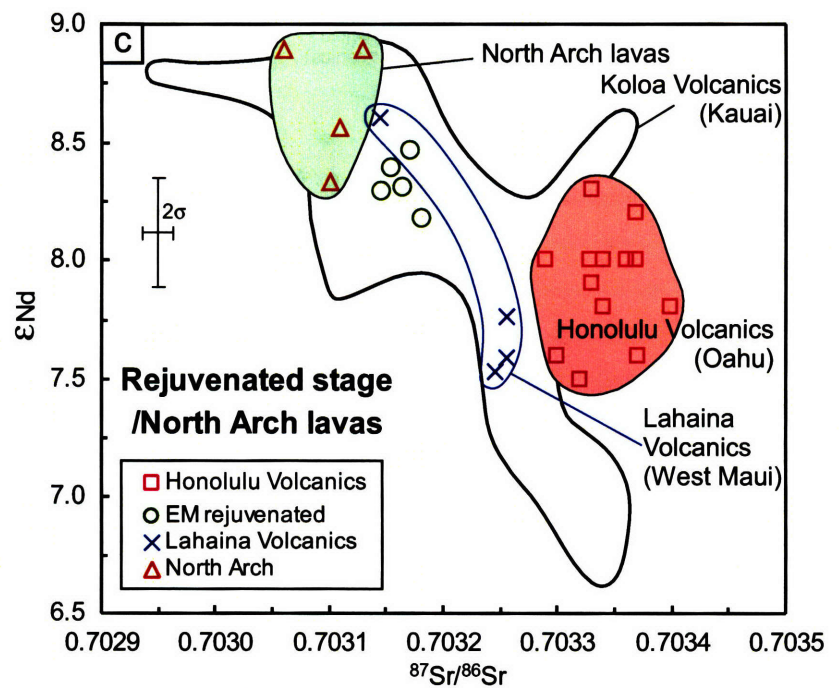 C
9.0
8.5
8.0
7.5
7.0
6.5
εNd
North Arch lavas
Koloa Volcanics
(Kauai)
2σ
Honolulu Volcanics
(Oahu)
Rejuvenated stage
/North Arch lavas
Lahaina
Volcanics
(West Maui)
Honolulu Volcanics
EM rejuvenated
Lahaina Volcanics
North Arch
0.7029 0.7030 0.7031 0.7032 0.7033 0.7034 0.7035
⁸⁷Sr/⁸⁶Sr